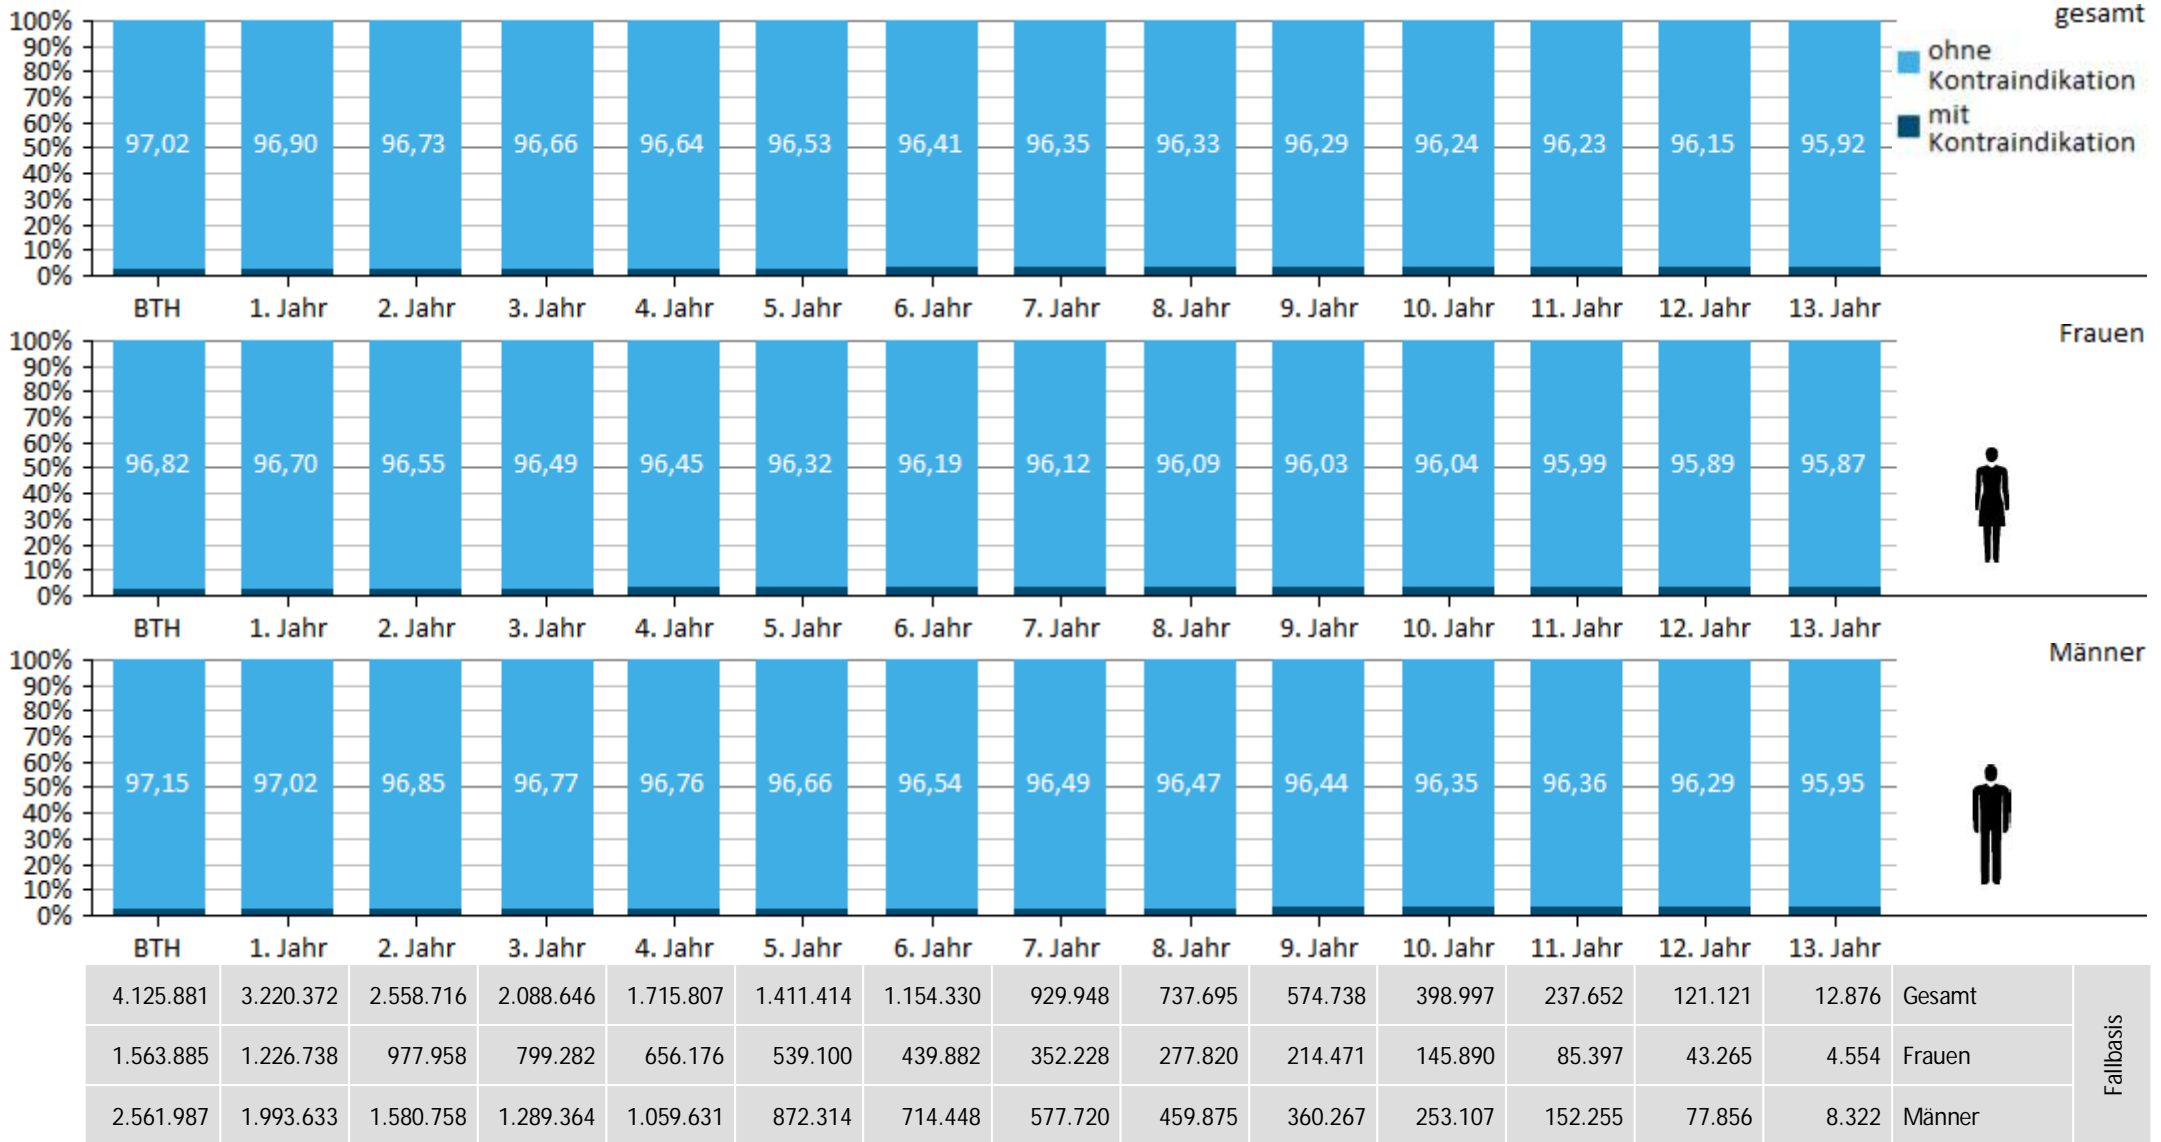 gesamt
100%
90%
80%
70%
60%
50%
40%
30%
20%
10%
0%
97,02 96,90 96,73 96,66 96,64 96,53 96,41 96,35 96,33 96,29 96,24 96,23 96,15 95,92
ohne
Kontraindikation
mit
Kontraindikation
BTH 1. Jahr 2. Jahr 3. Jahr 4. Jahr 5. Jahr 6. Jahr 7. Jahr 8. Jahr 9. Jahr 10. Jahr 11. Jahr 12. Jahr 13. Jahr
Frauen
100%
90%
80%
70%
60%
50%
40%
30%
20%
10%
0%
96,82 96,70 96,55 96,49 96,45 96,32 96,19 96,12 96,09 96,03 96,04 95,99 95,89 95,87
BTH 1. Jahr 2. Jahr 3. Jahr 4. Jahr 5. Jahr 6. Jahr 7. Jahr 8. Jahr 9. Jahr 10. Jahr 11. Jahr 12. Jahr 13. Jahr
Männer
100%
90%
80%
70%
60%
50%
40%
30%
20%
10%
0%
97,15 97,02 96,85 96,77 96,76 96,66 96,54 96,49 96,47 96,44 96,35 96,36 96,29 95,95
BTH 1. Jahr 2. Jahr 3. Jahr 4. Jahr 5. Jahr 6. Jahr 7. Jahr 8. Jahr 9. Jahr 10. Jahr 11. Jahr 12. Jahr 13. Jahr
4.125.881 3.220.372 2.558.716 2.088.646 1.715.807 1.411.414 1.154.330 929.948 737.695 574.738 398.997 237.652 121.121 12.876 Gesamt
1.563.885 1.226.738 977.958 799.282 656.176 539.100 439.882 352.228 277.820 214.471 145.890 85.397 43.265 4.554 Frauen
2.561.987 1.993.633 1.580.758 1.289.364 1.059.631 872.314 714.448 577.720 459.875 360.267 253.107 152.255 77.856 8.322 Männer
Fallbasis